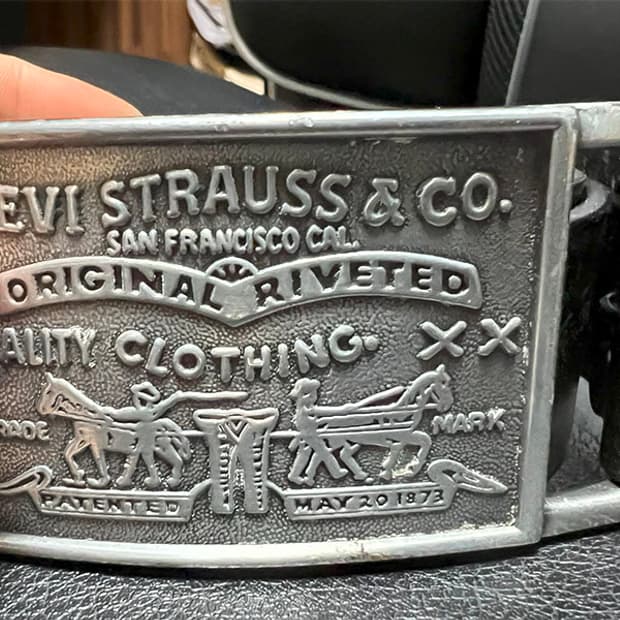 EVI STRAUSS & CO.
SAN FRANCISCO CAL.
ORIGINAL RIVETED
ALITY CLOTHING. XX
RADE MARK
PATENTED MAY 20 1873